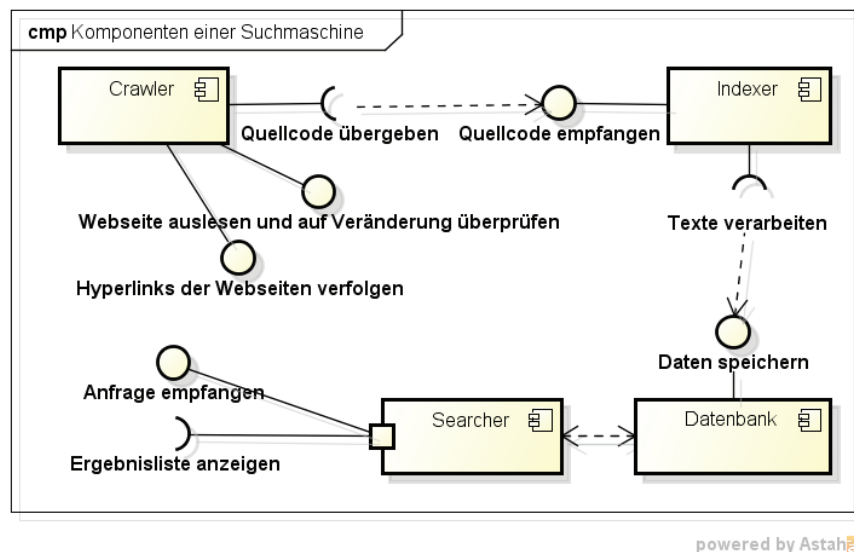 cmp Komponenten einer Suchmaschine
Crawler
Indexer
Quellcode übergeben
Quellcode empfangen
Webseite auslesen und auf Veränderung überprüfen
Texte verarbeiten
Hyperlinks der Webseiten verfolgen
Daten speichern
Anfrage empfangen
Searcher
Datenbank
Ergebnisliste anzeigen
powered by Astah